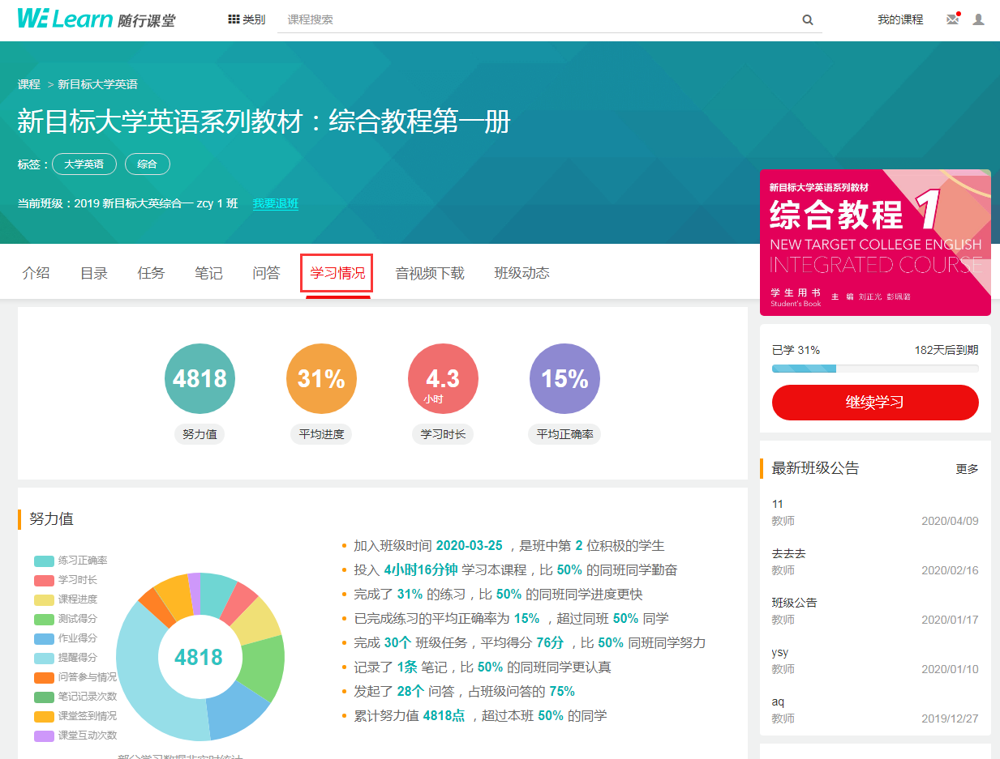 WE Learn 随行课堂
类别
课程搜索
我的课程
课程 > 新目标大学英语
新目标大学英语系列教材：综合教程第一册
标签： 大学英语 综合
当前班级：2019 新目标大英综合一 zcy 1 班 我要退班
新目标大学英语系列教材
综合教程 1
NEW TARGET COLLEGE ENGLISH
INTEGRATED COURSE
学生用书
Student's Book
主 编 刘正光 彭珮璐
介绍 目录 任务 笔记 问答 学习情况 音视频下载 班级动态
4818
努力值
31%
平均进度
4.3
小时
学习时长
15%
平均正确率
已学 31% 182天后到期
继续学习
最新班级公告 更多
11
教师 2020/04/09
去去去
教师 2020/02/16
班级公告
教师 2020/01/17
ysy
教师 2020/01/10
aq
教师 2019/12/27
努力值
练习正确率
学习时长
课程进度
测试得分
作业得分
提醒得分
问答参与情况
笔记记录次数
课堂签到情况
课堂互动次数
4818
部分学习数据非实时统计
加入班级时间 2020-03-25 ，是班中第 2 位积极的学生
投入 4小时16分钟 学习本课程，比 50% 的同班同学勤奋
完成了 31% 的练习，比 50% 的同班同学进度更快
已完成练习的平均正确率为 15% ，超过同班 50% 同学
完成 30个 班级任务，平均得分 76分 ，比 50% 同班同学努力
记录了 1条 笔记，比 50% 的同班同学更认真
发起了 28个 问答，占班级问答的 75%
累计努力值 4818点 ，超过本班 50% 的同学